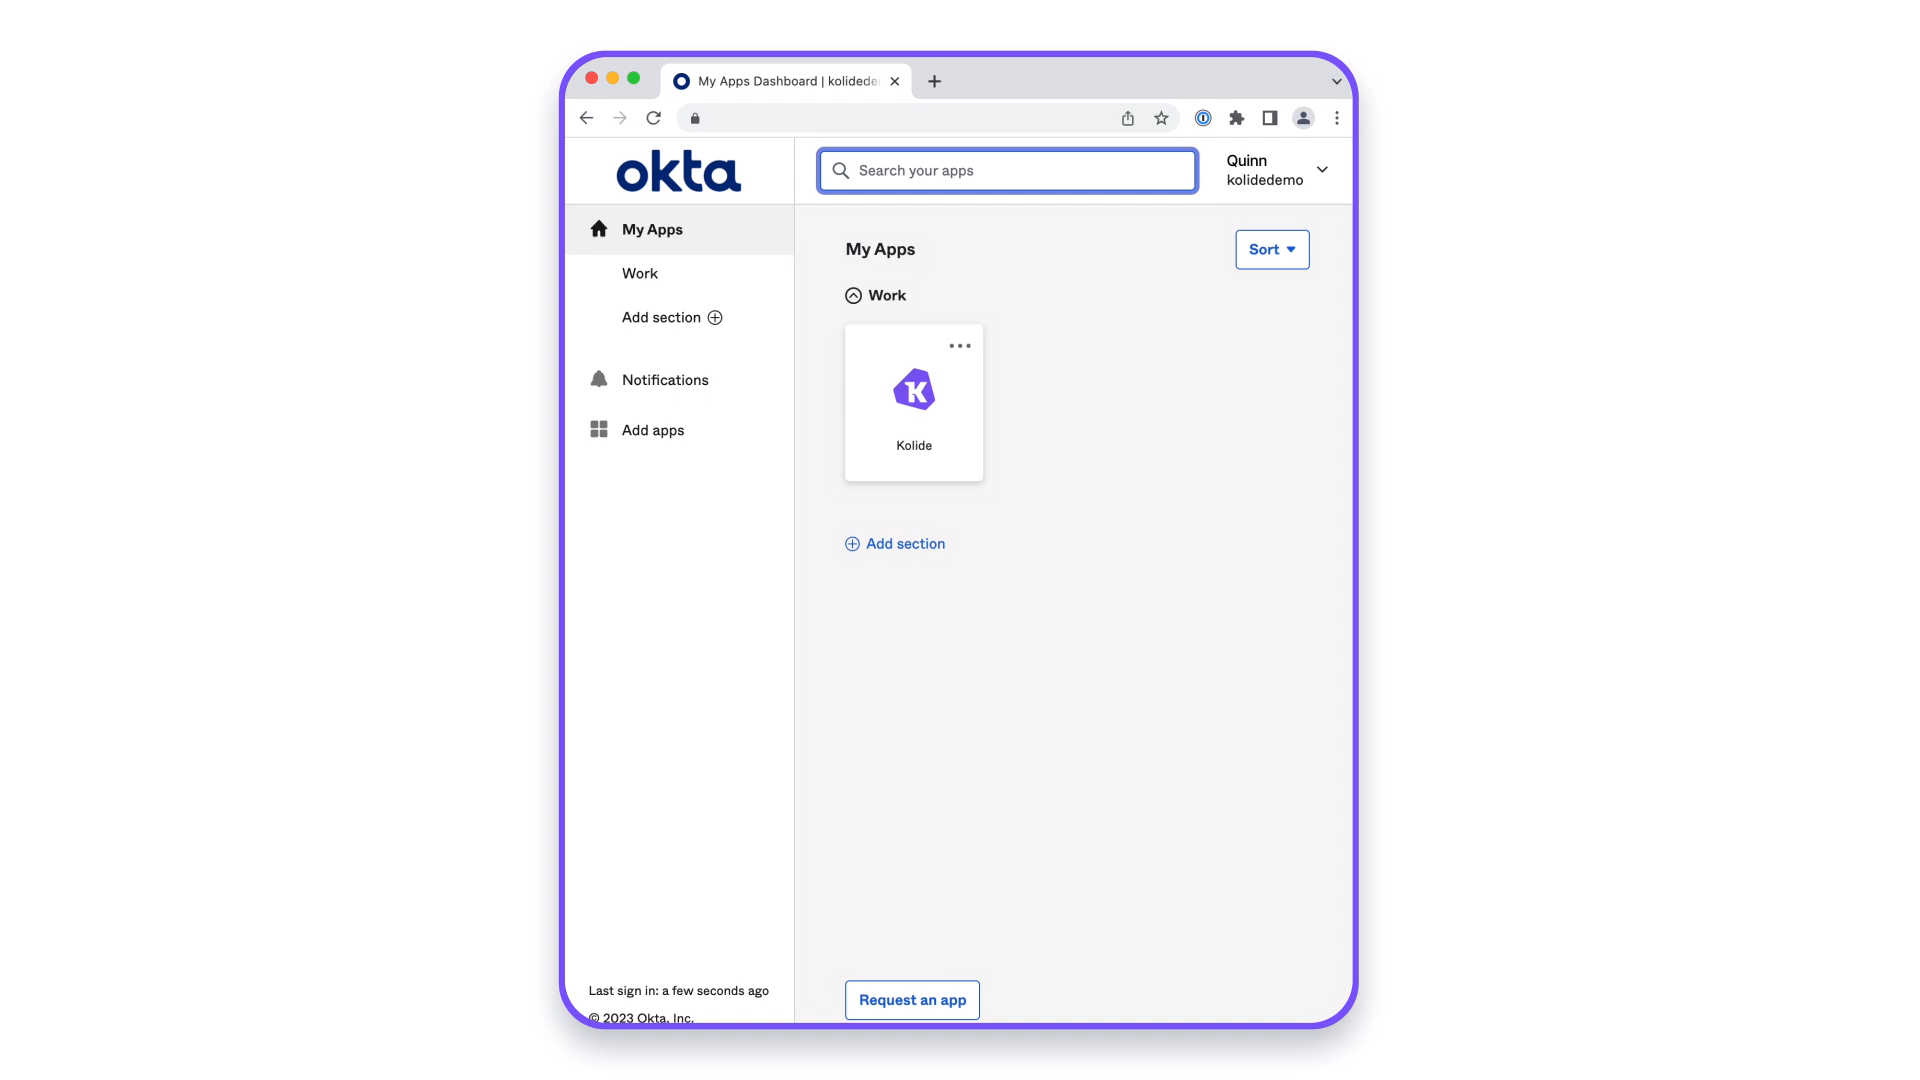 My Apps Dashboard | kolidede
okta
Search your apps
Quinn
kolidedemo
My Apps
Work
Add section
Notifications
Add apps
My Apps
Sort
Work
K
Kolide
Add section
Request an app
Last sign in: a few seconds ago
© 2023 Okta, Inc.